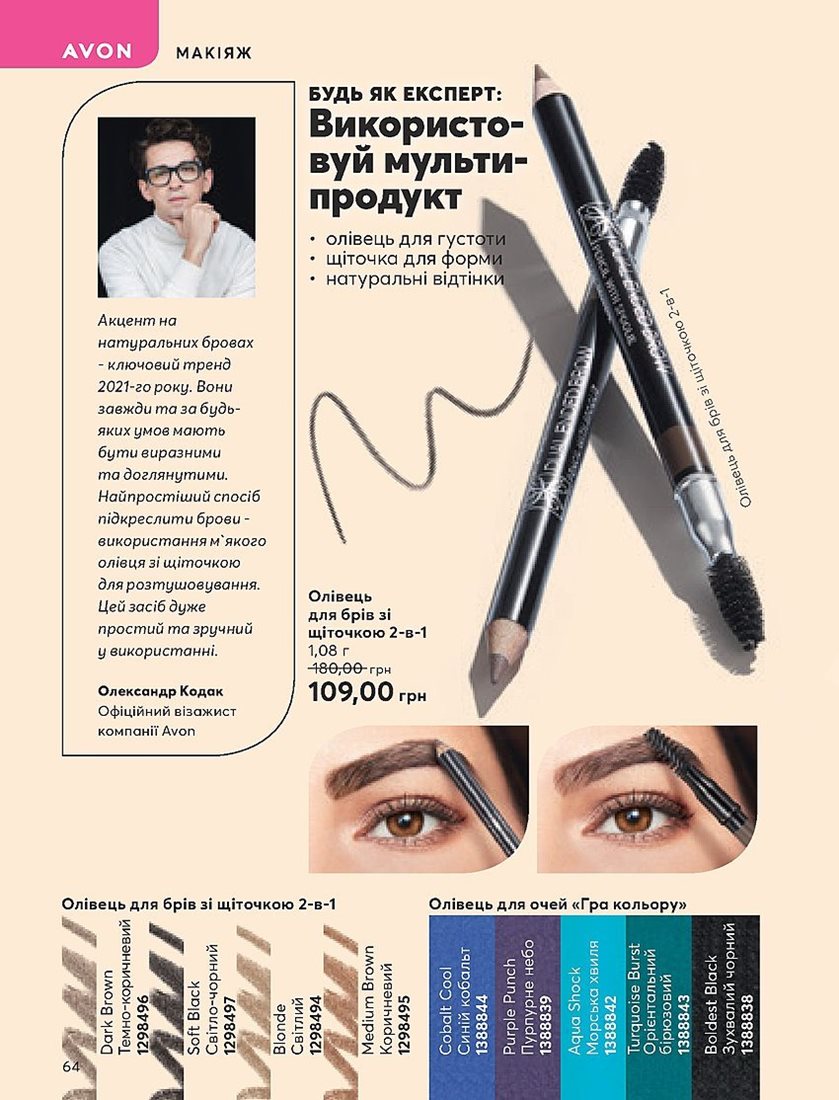 AVON
МАКІЯЖ
БУДЬ ЯК ЕКСПЕРТ:
Використо-
вуй мульти-
продукт
• олівець для густоти
• щіточка для форми
• натуральні відтінки
Акцент на
натуральних бровах
- ключовий тренд
2021-го року. Вони
завжди та за будь-
яких умов мають
бути виразними
та доглянутими.
Найпростіший спосіб
підкреслити брови -
використання м`якого
олівця зі щіточкою
для розтушовування.
Цей засіб дуже
простий та зручний
у використанні.
Олександр Кодак
Офіційний візажист
компанії Avon
Олівець для брів зі щіточкою 2-в-1
DUAL ENDED BROW
Олівець
для брів зі
щіточкою 2-в-1
1,08 г
180,00 грн
109,00 грн
Олівець для брів зі щіточкою 2-в-1
Dark Brown
Темно-коричневий
1298496
Soft Black
Світло-чорний
1298497
Blonde
Світлий
1298494
Medium Brown
Коричневий
1298495
Олівець для очей «Гра кольору»
Cobalt Cool
Синій кобальт
1388844
Purple Punch
Пурпурне небо
1388839
Aqua Shock
Морська хвиля
1388842
Turquoise Burst
Орієнтальний
бірюзовий
1388843
Boldest Black
Зухвалий чорний
1388838
64